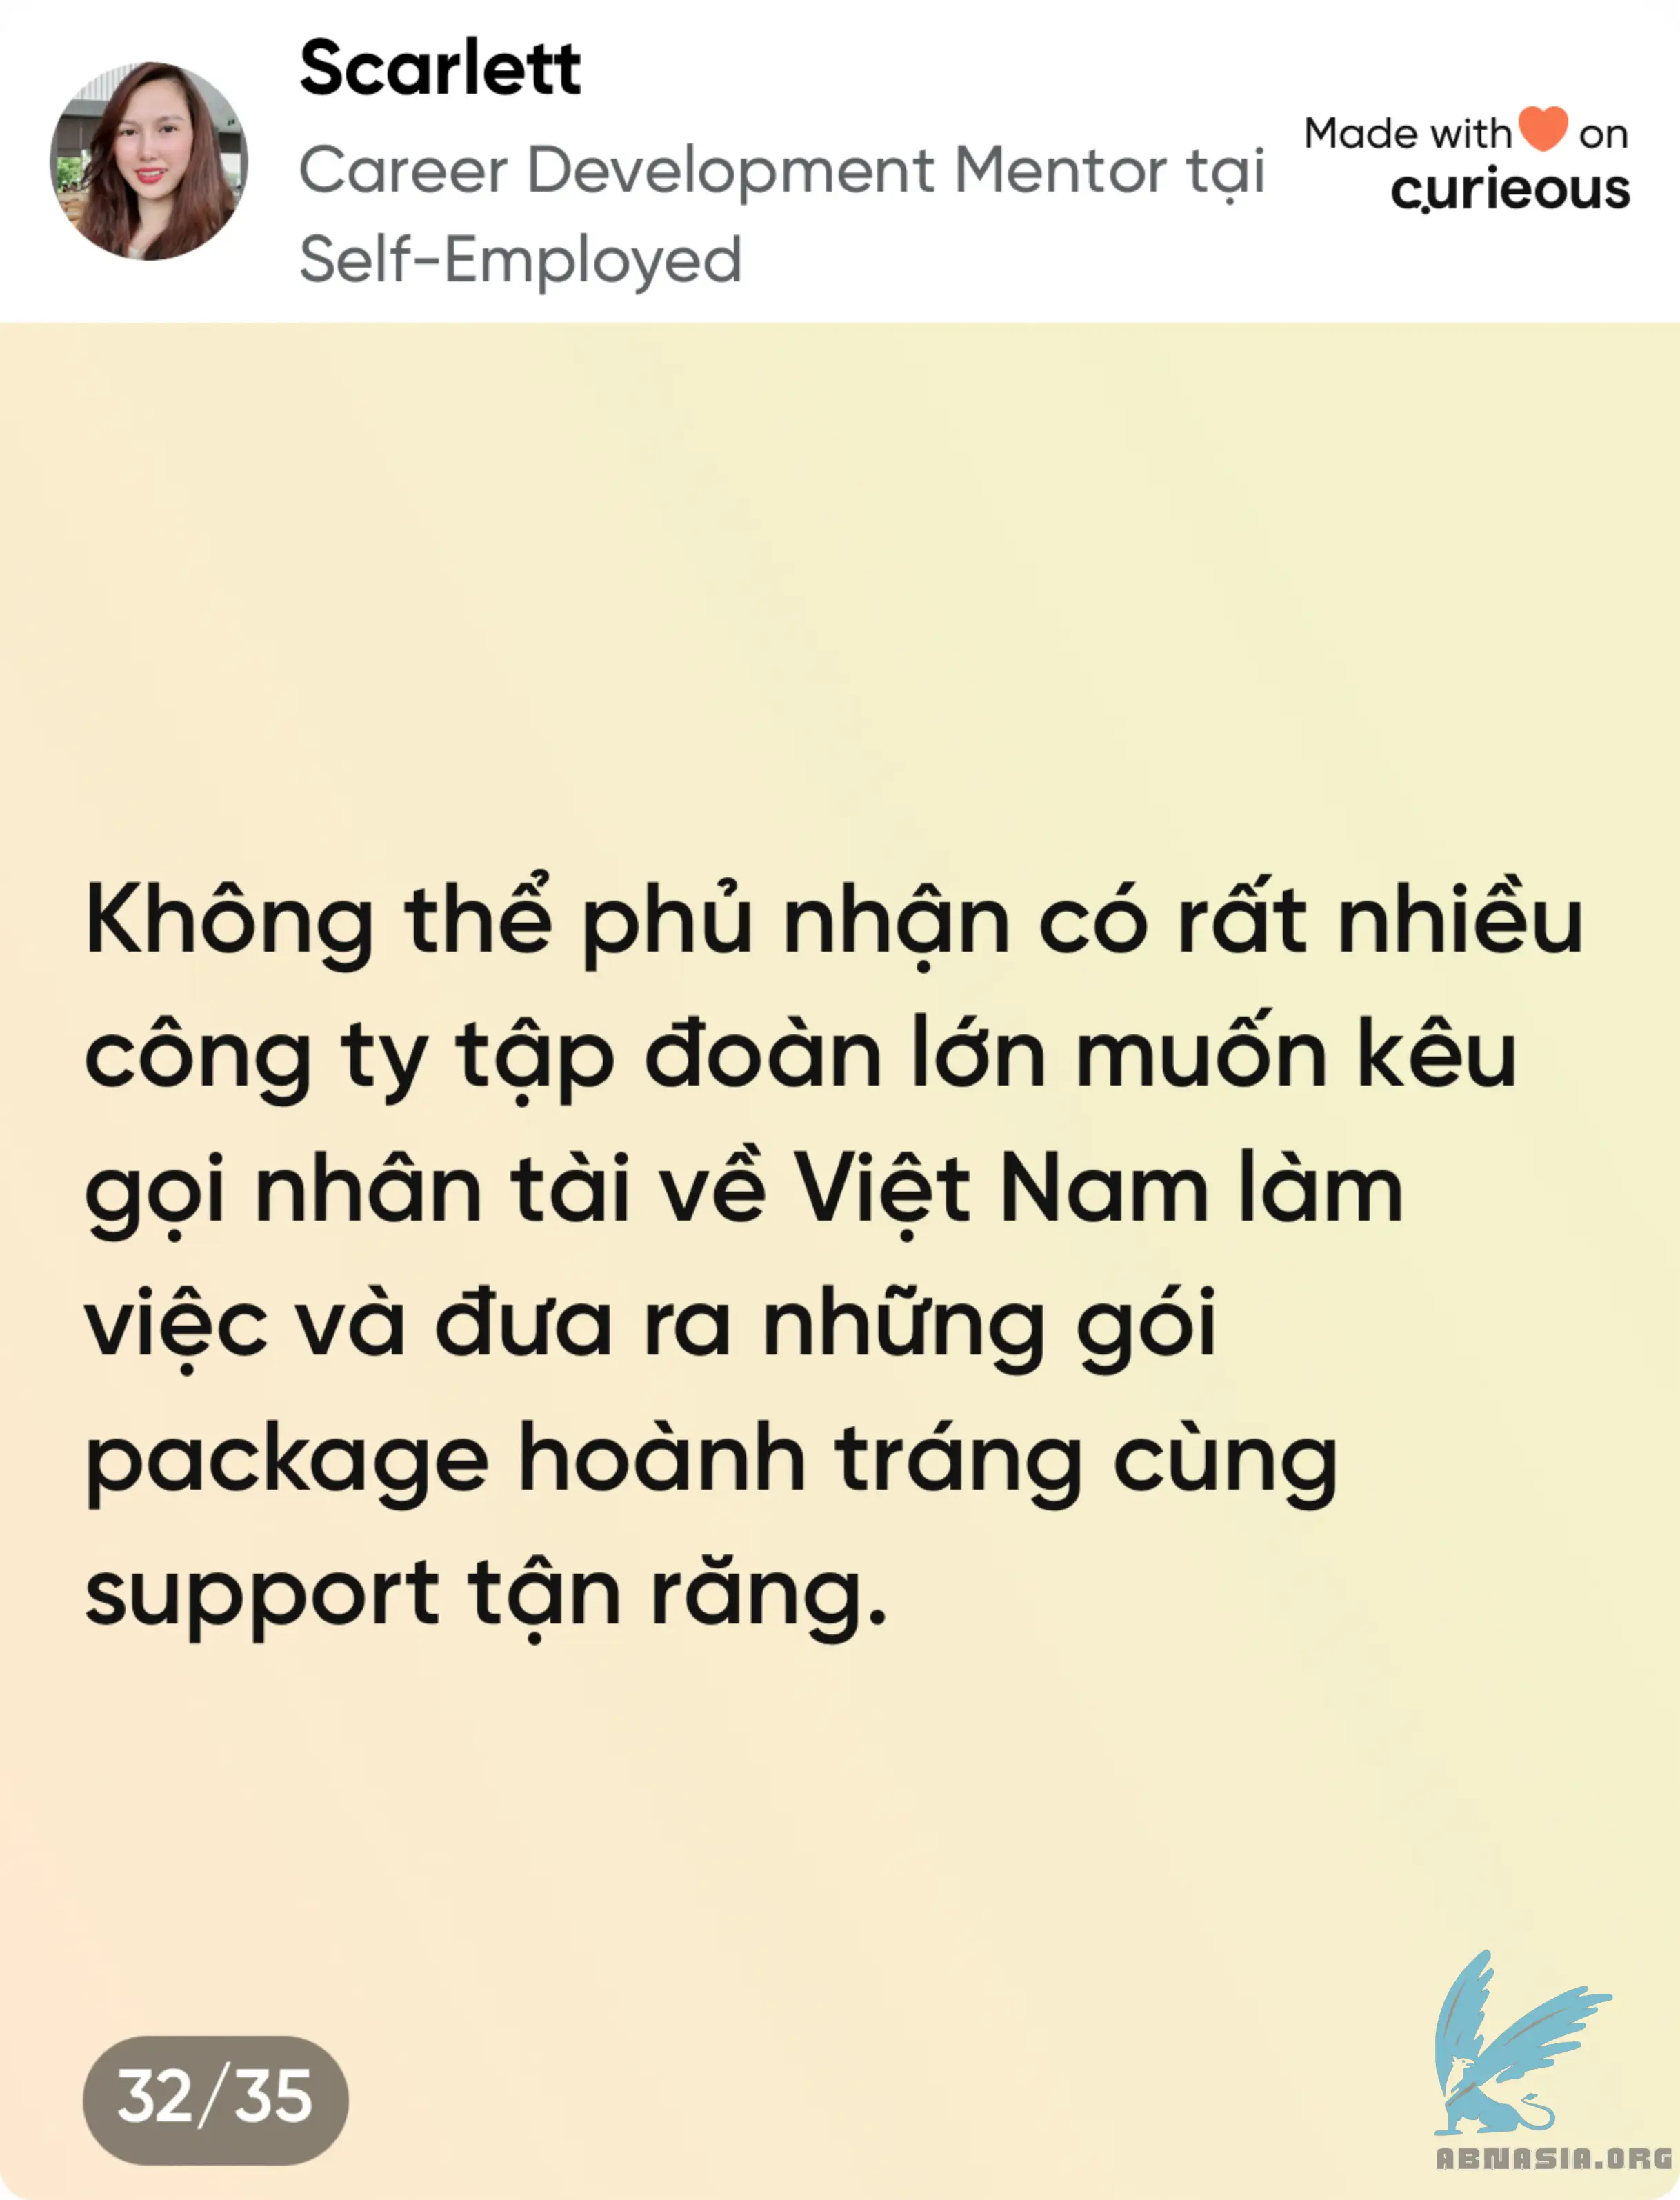 Scarlett
Career Development Mentor tại
Self-Employed
Made with on
curieous
Không thể phủ nhận có rất nhiều
công ty tập đoàn lớn muốn kêu
gọi nhân tài về Việt Nam làm
việc và đưa ra những gói
package hoành tráng cùng
support tận răng.
32/35
ABNASIA.ORG